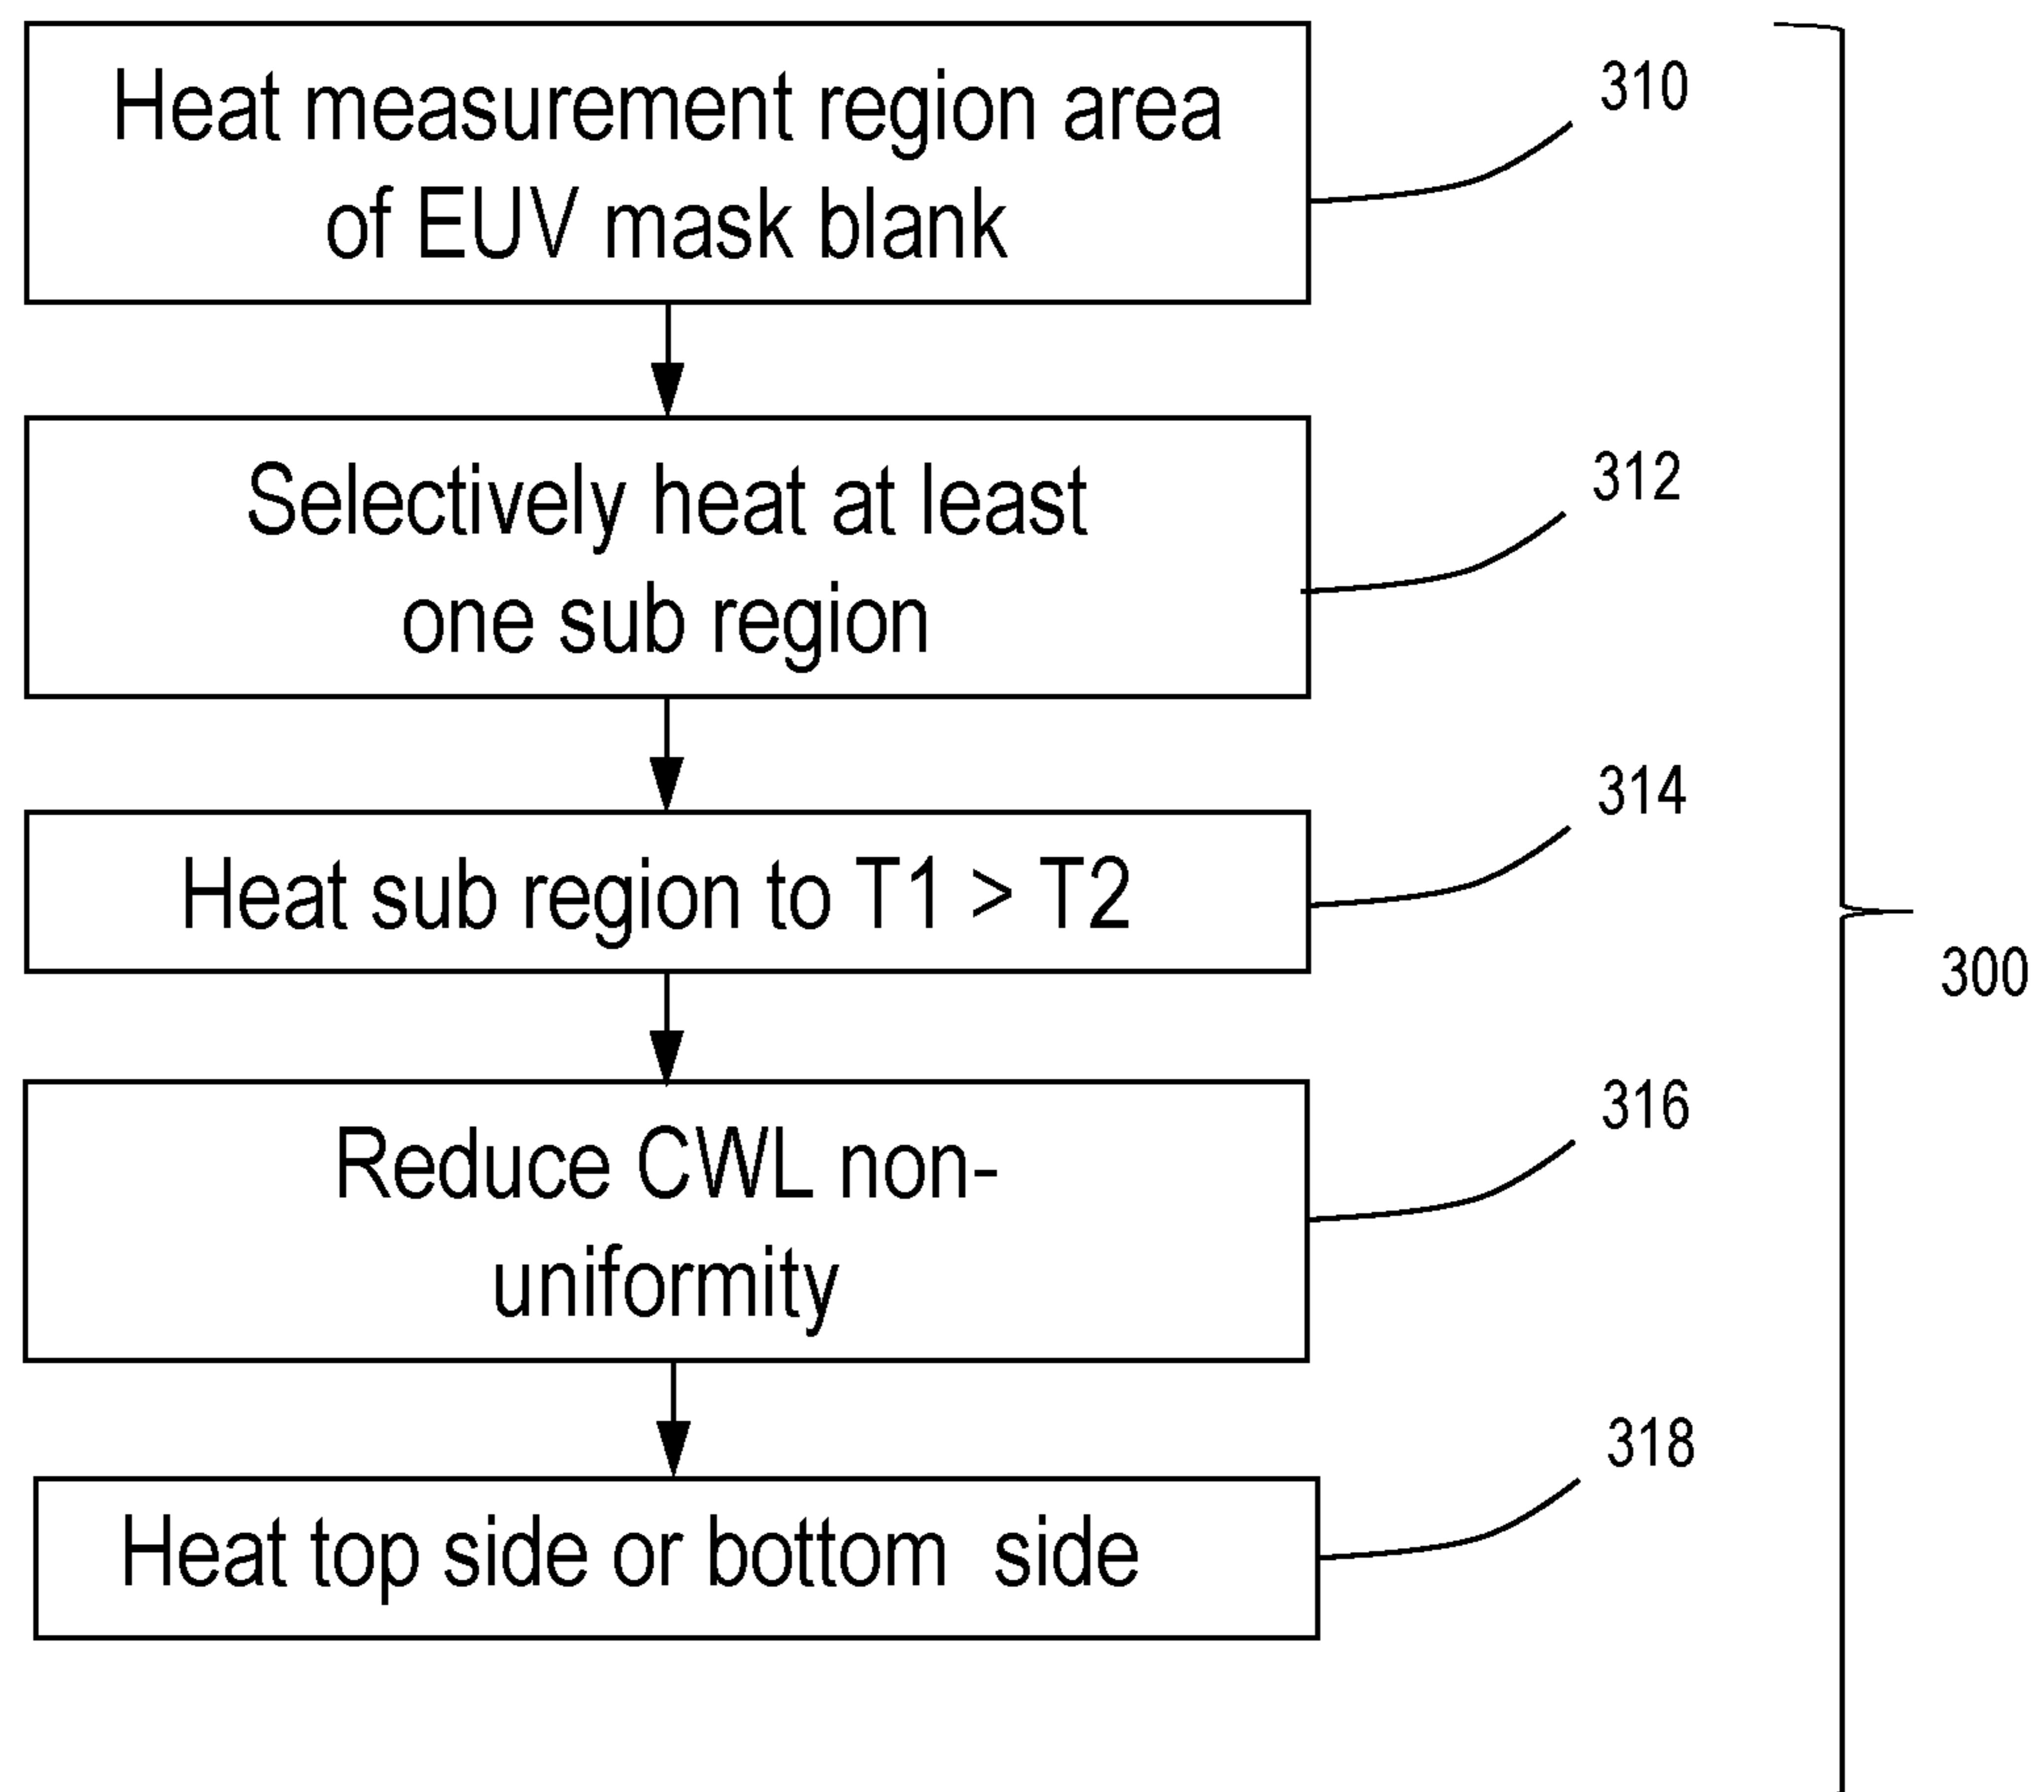 Heat measurement region area
of EUV mask blank
310
Selectively heat at least
one sub region
312
Heat sub region to T1 > T2
314
300
Reduce CWL non-
uniformity
316
Heat top side or bottom  side
318